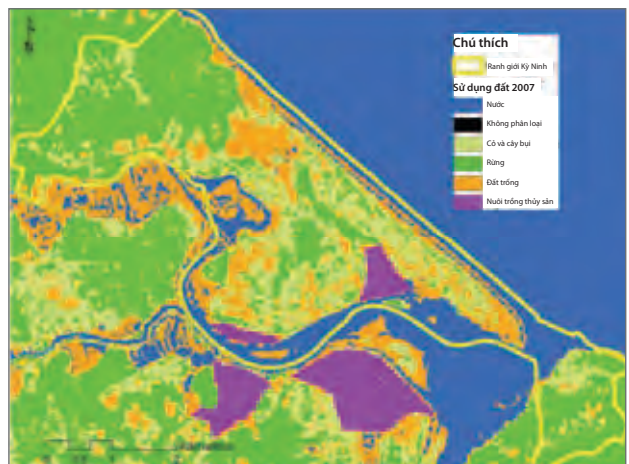 Chú thích
Ranh giới Kỳ Ninh
Sử dụng đất 2007
Nước
Không phân loại
Cỏ và cây bụi
Rừng
Đất trống
Nuôi trồng thủy sản